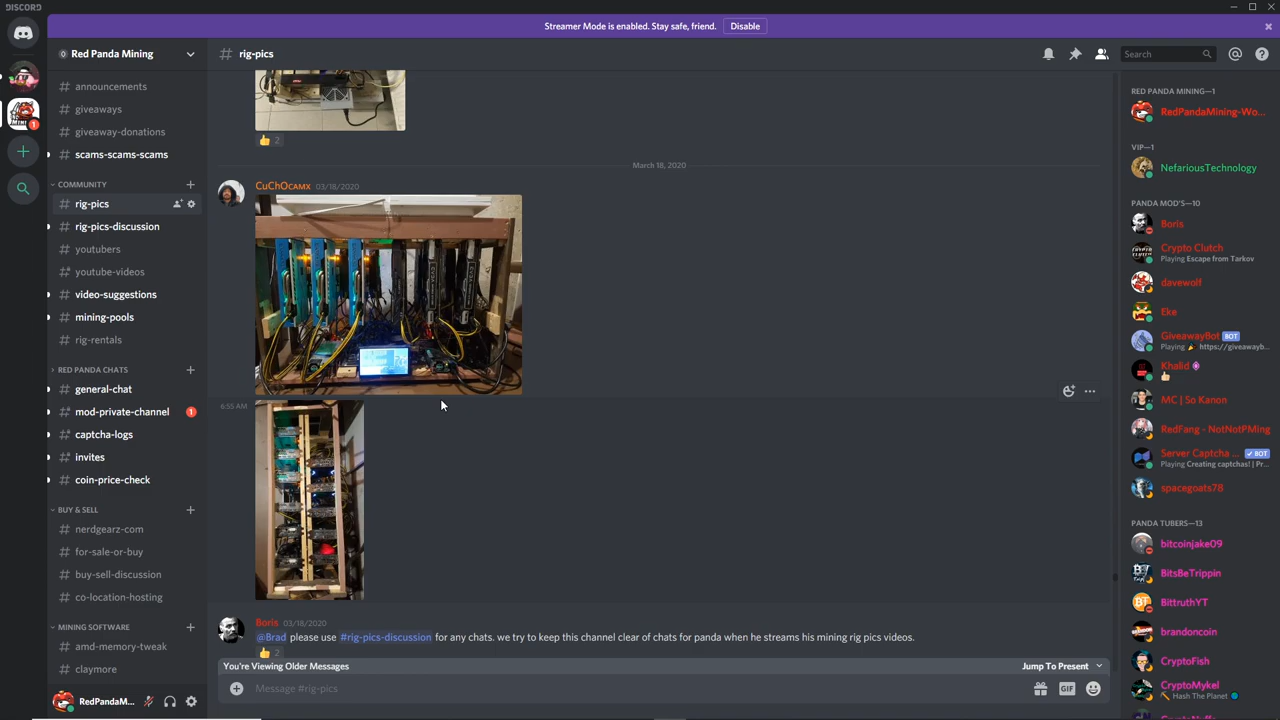 DISCORD
Streamer Mode is enabled. Stay safe, friend.
Disable
Red Panda Mining
rig-pics
Search
announcements
giveaways
giveaway-donations
scams-scams-scams
COMMUNITY
rig-pics
rig-pics-discussion
youtubers
youtube-videos
video-suggestions
mining-pools
rig-rentals
RED PANDA CHATS
general-chat
mod-private-channel 1
captcha-logs
invites
coin-price-check
BUY & SELL
nerdgearz-com
for-sale-or-buy
buy-sell-discussion
co-location-hosting
MINING SOFTWARE
amd-memory-tweak
claymore
RedPandaM...
1
2
March 18, 2020
CuChOCAMX 03/18/2020
6:55 AM
Boris 03/18/2020
@Brad please use #rig-pics-discussion for any chats. we try to keep this channel clear of chats for panda when he streams his mining rig pics videos.
2
You're Viewing Older Messages
Jump To Present
Message #rig-pics
GIF
RED PANDA MINING—1
RedPandaMining-Wo...
VIP—1
NefariousTechnology
PANDA MOD'S—10
Boris
Crypto Clutch
Playing Escape from Tarkov
davewolf
Eke
GiveawayBot BOT
Playing 🎉 https://giveawayb...
Khalid
MC | So Kanon
RedFang - NotNotPMing
Server Captcha ... ✔ BOT
Playing Creating captchas! | Pr...
spacegoats78
PANDA TUBERS—13
bitcoinjake09
BitsBeTrippin
BittruthYT
brandoncoin
CryptoFish
CryptoMykel
Hash The Planet